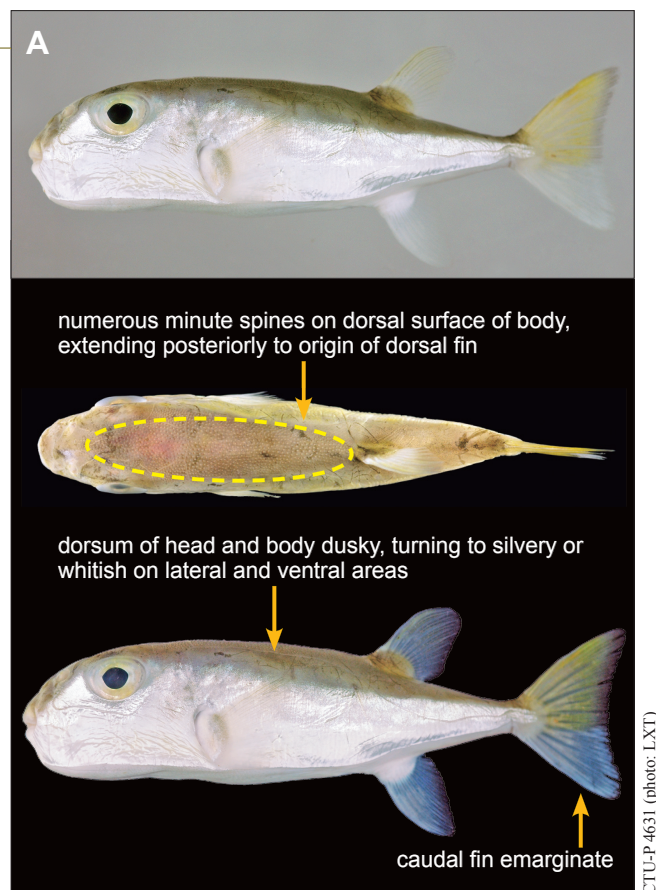 A
numerous minute spines on dorsal surface of body,
extending posteriorly to origin of dorsal fin
dorsum of head and body dusky, turning to silvery or
whitish on lateral and ventral areas
caudal fin emarginate
CTU-P 4631 (photo: LXT)